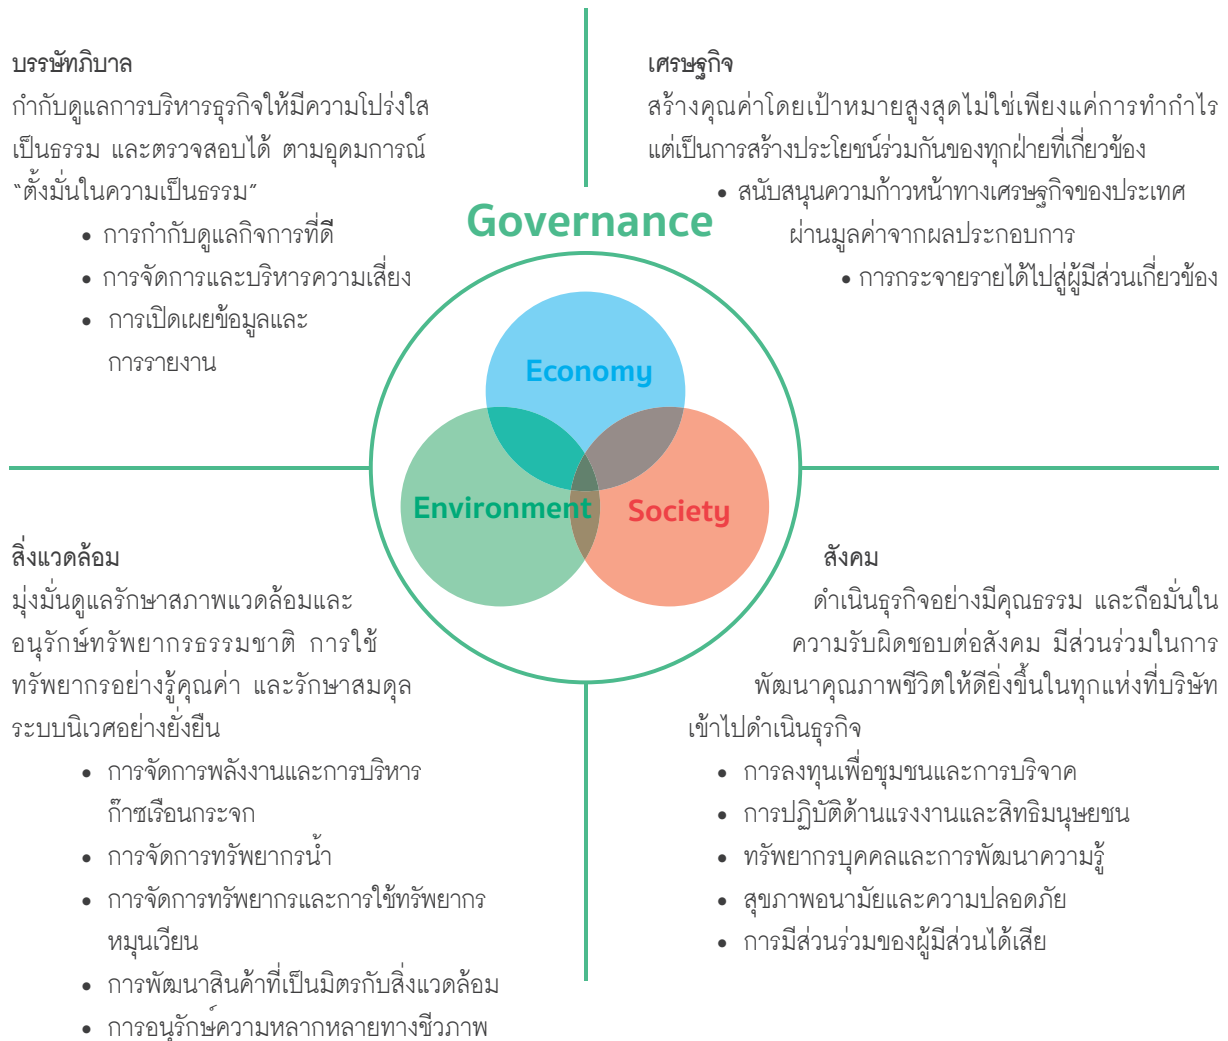 บรรษัทภิบาล
กำกับดูแลการบริหารธุรกิจให้มีความโปร่งใส
เป็นธรรม และตรวจสอบได้ ตามอุดมการณ์
“ตั้งมั่นในความเป็นธรรม”
• การกำกับดูแลกิจการที่ดี
• การจัดการและบริหารความเสี่ยง
• การเปิดเผยข้อมูลและ
การรายงาน
เศรษฐกิจ
สร้างคุณค่าโดยเป้าหมายสูงสุดไม่ใช่เพียงแค่การทำกำไร
แต่เป็นการสร้างประโยชน์ร่วมกันของทุกฝ่ายที่เกี่ยวข้อง
• สนับสนุนความก้าวหน้าทางเศรษฐกิจของประเทศ
ผ่านมูลค่าจากผลประกอบการ
• การกระจายรายได้ไปสู่ผู้มีส่วนเกี่ยวข้อง
Governance
Economy
Environment
Society
สิ่งแวดล้อม
มุ่งมั่นดูแลรักษาสภาพแวดล้อมและ
อนุรักษ์ทรัพยากรธรรมชาติ การใช้
ทรัพยากรอย่างรู้คุณค่า และรักษาสมดุล
ระบบนิเวศอย่างยั่งยืน
• การจัดการพลังงานและการบริหาร
ก๊าซเรือนกระจก
• การจัดการทรัพยากรน้ำ
• การจัดการทรัพยากรและการใช้ทรัพยากร
หมุนเวียน
• การพัฒนาสินค้าที่เป็นมิตรกับสิ่งแวดล้อม
• การอนุรักษ์ความหลากหลายทางชีวภาพ
สังคม
ดำเนินธุรกิจอย่างมีคุณธรรม และถือมั่นใน
ความรับผิดชอบต่อสังคม มีส่วนร่วมในการ
พัฒนาคุณภาพชีวิตให้ดียิ่งขึ้นในทุกแห่งที่บริษัท
เข้าไปดำเนินธุรกิจ
• การลงทุนเพื่อชุมชนและการบริจาค
• การปฏิบัติด้านแรงงานและสิทธิมนุษยชน
• ทรัพยากรบุคคลและการพัฒนาความรู้
• สุขภาพอนามัยและความปลอดภัย
• การมีส่วนร่วมของผู้มีส่วนได้เสีย